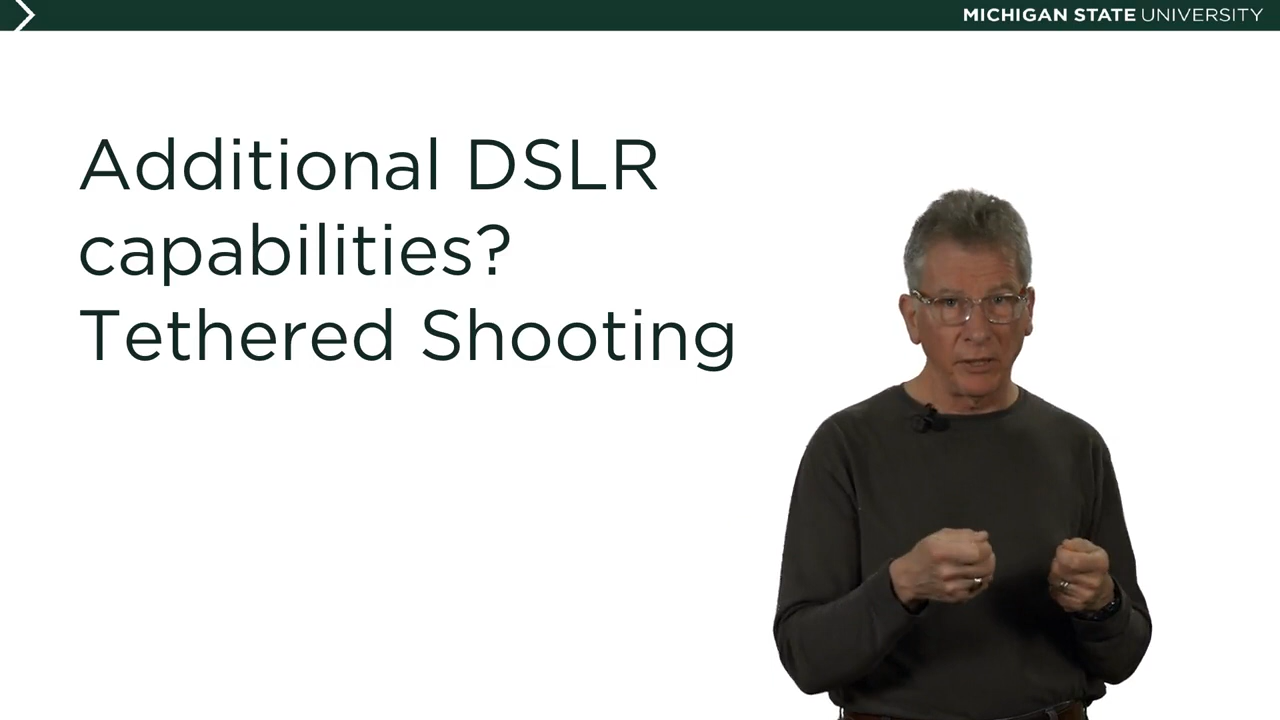 MICHIGAN STATE UNIVERSITY
Additional DSLR
capabilities?
Tethered Shooting